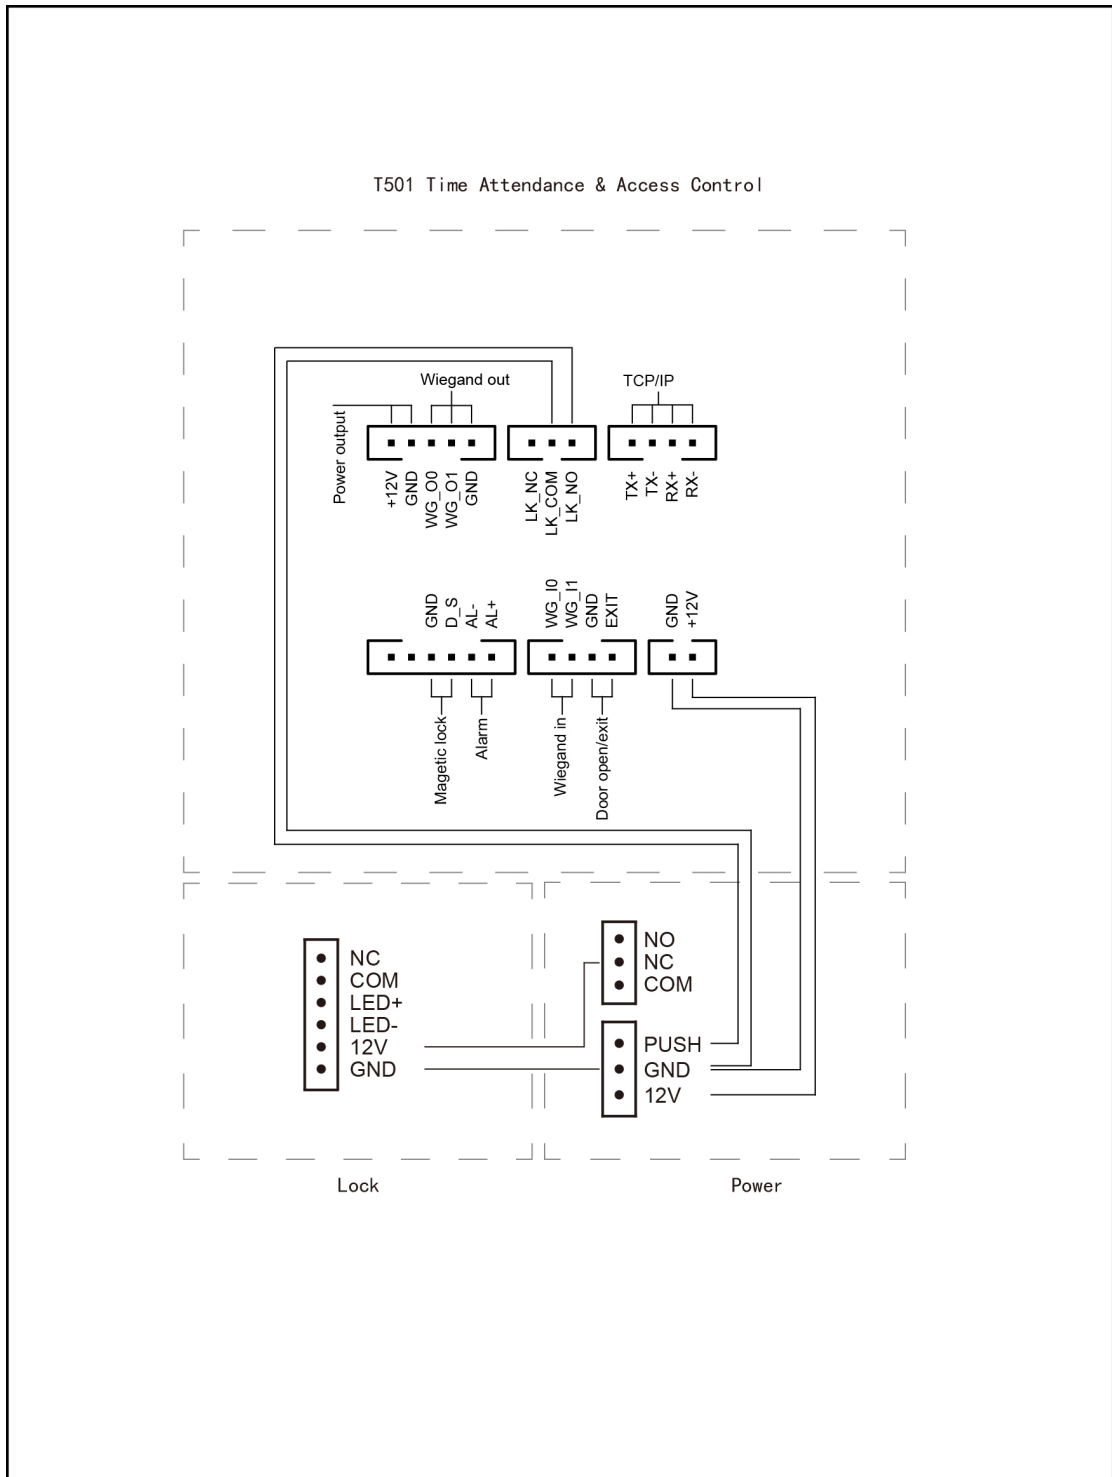 T501 Time Attendance & Access Control
Wiegand out
TCP/IP
Power output
+12V
GND
WG_O0
WG_O1
GND
LK_NC
LK_COM
LK_NO
TX+
TX-
RX+
RX-
GND
D_S
AL-
AL+
WG_I0
WG_I1
GND
EXIT
GND
+12V
Magetic lock
Alarm
Wiegand in
Door open/exit
NC
COM
LED+
LED-
12V
GND
NO
NC
COM
PUSH
GND
12V
Lock
Power